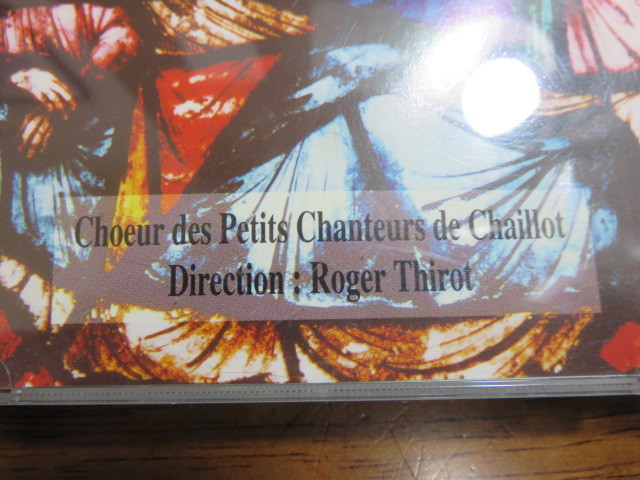 Choeur des Petits Chanteurs de Chaillot
Direction : Roger Thirot